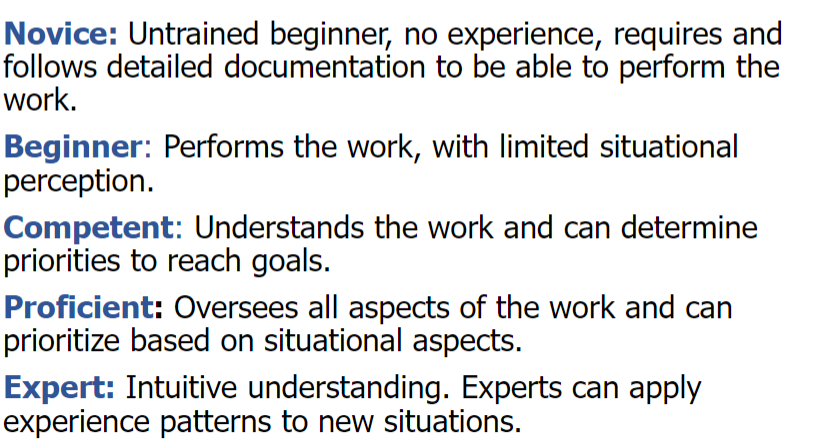 Novice: Untrained beginner, no experience, requires and
follows detailed documentation to be able to perform the
work.
Beginner: Performs the work, with limited situational
perception.
Competent: Understands the work and can determine
priorities to reach goals.
Proficient: Oversees all aspects of the work and can
prioritize based on situational aspects.
Expert: Intuitive understanding. Experts can apply
experience patterns to new situations.